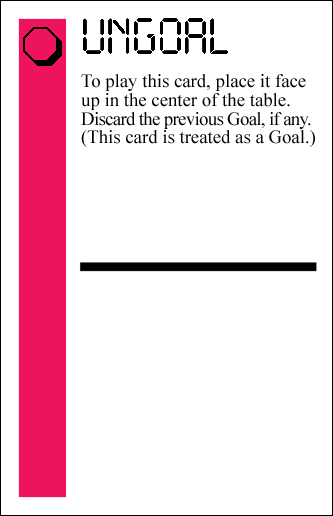 UNGOAL
To play this card, place it face
up in the center of the table.
Discard the previous Goal, if any.
(This card is treated as a Goal.)